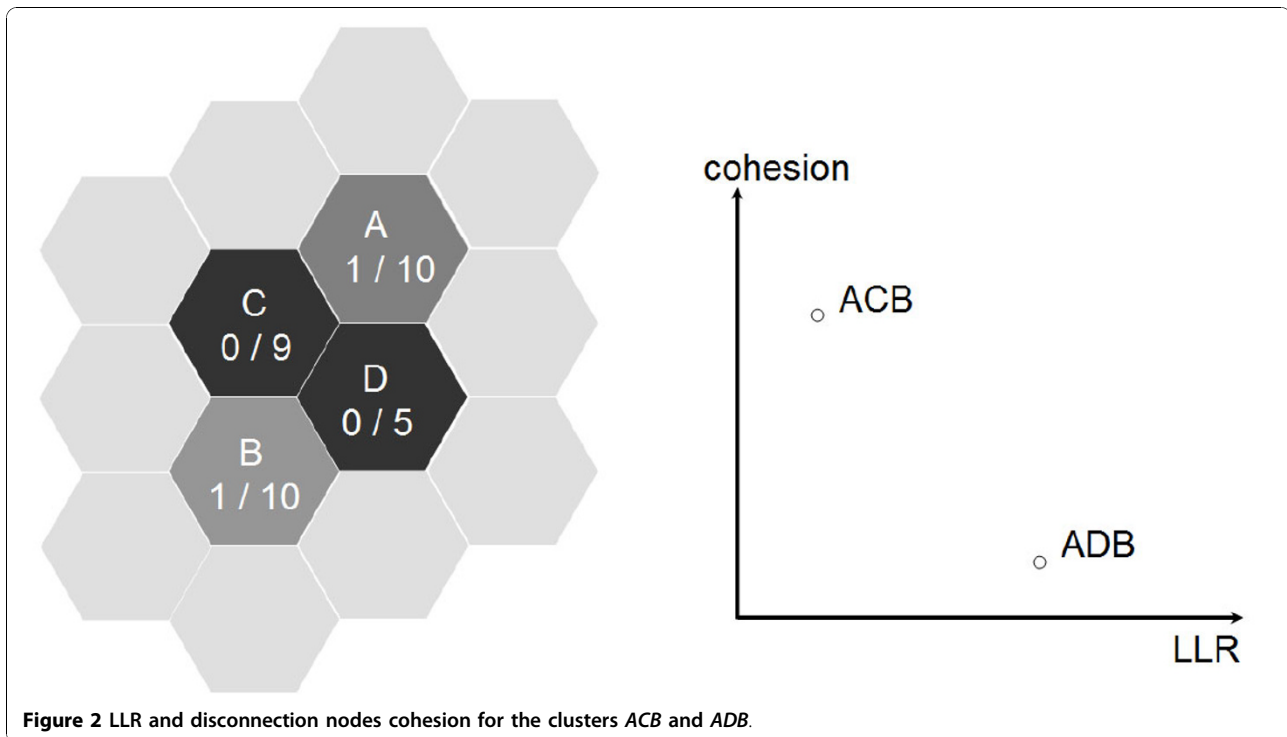 A
1 / 10
C
0 / 9
D
0 / 5
B
1 / 10
cohesion
ACB
ADB
LLR
Figure 2 LLR and disconnection nodes cohesion for the clusters ACB and ADB.